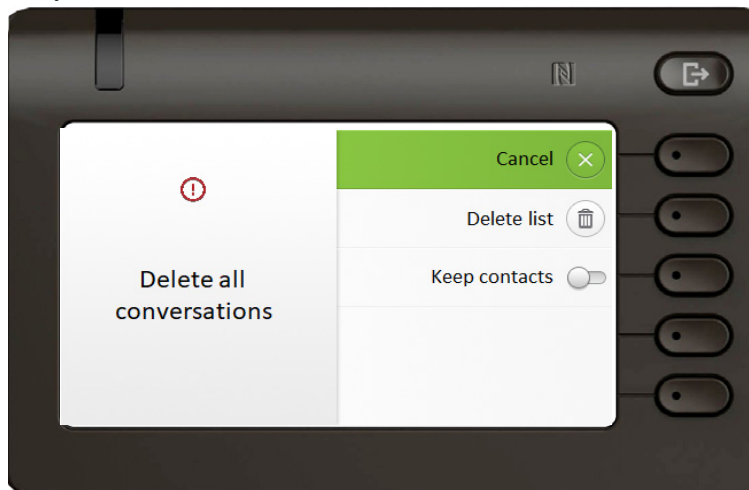 Cancel
Delete list
Delete all
conversations
Keep contacts